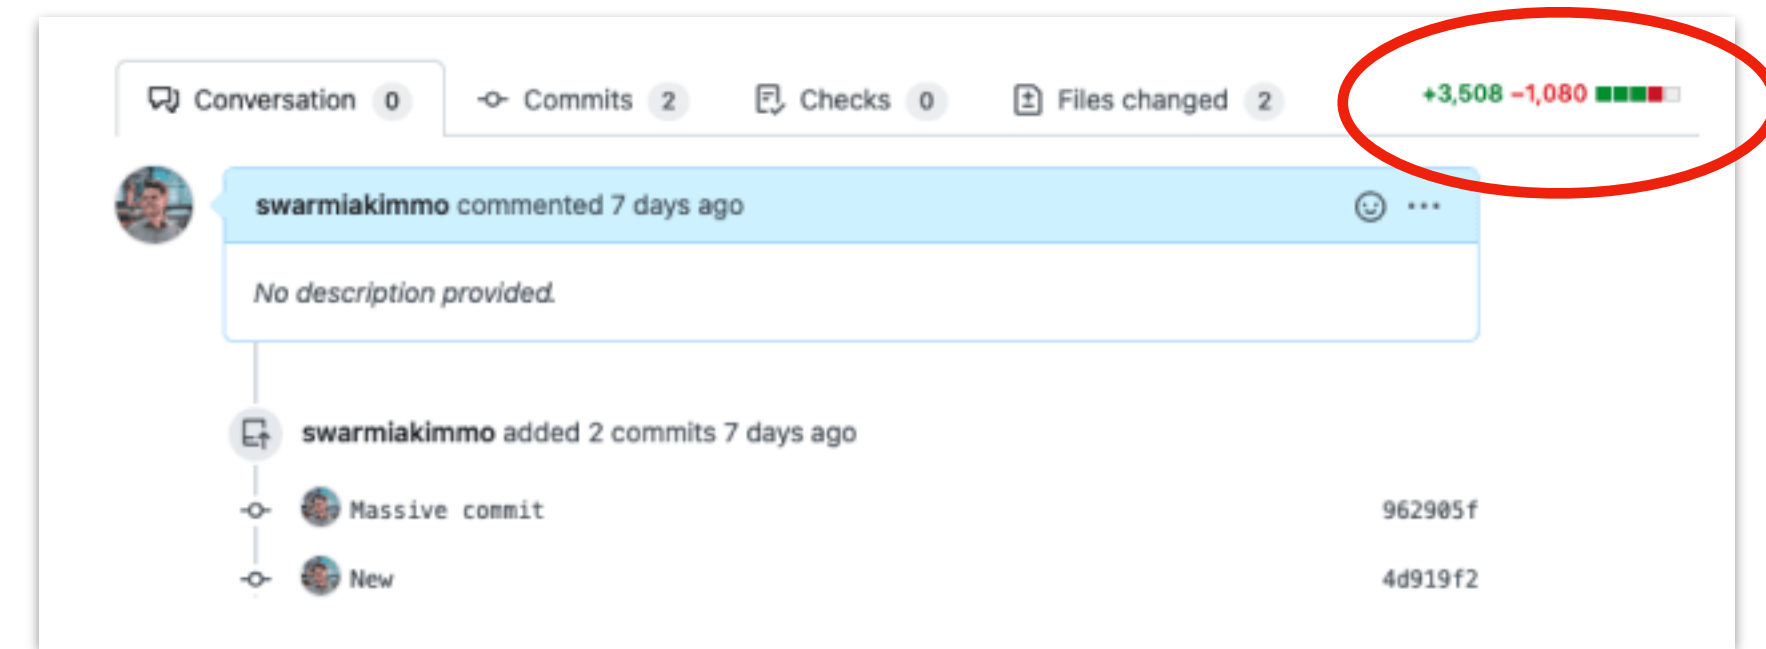 Conversation 0 Commits 2 Checks 0 Files changed 2 +3,508 −1,080
swarmiakimmo commented 7 days ago
No description provided.
swarmiakimmo added 2 commits 7 days ago
Massive commit 962905f
New 4d919f2